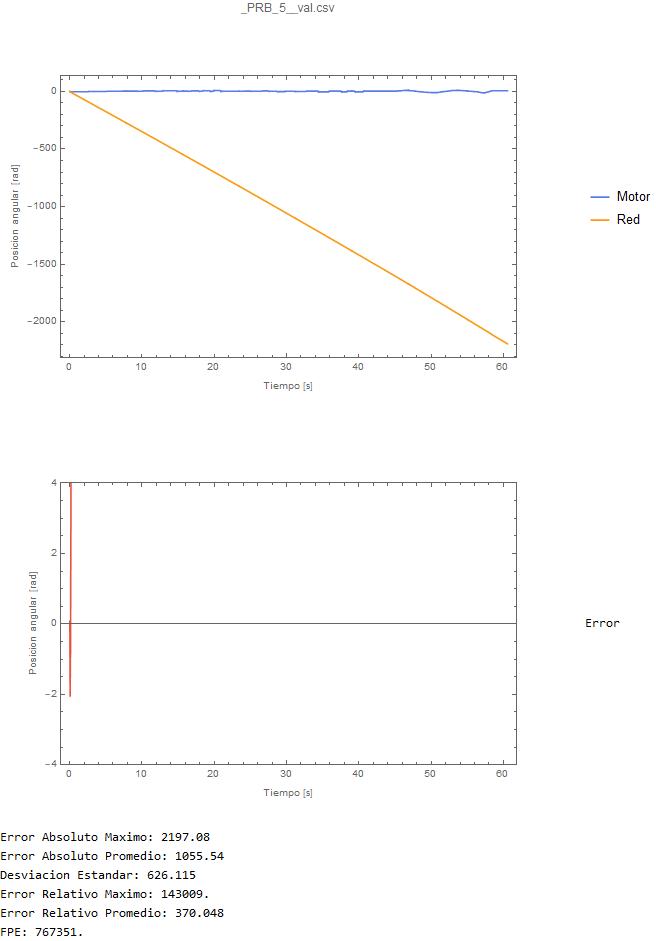 _PRB_5__val.csv
0
-500
-1000
-1500
-2000
Posicion angular [rad]
0 10 20 30 40 50 60
Tiempo [s]
Motor
Red
4
2
0
-2
-4
Posicion angular [rad]
0 10 20 30 40 50 60
Tiempo [s]
Error
Error Absoluto Maximo: 2197.08
Error Absoluto Promedio: 1055.54
Desviacion Estandar: 626.115
Error Relativo Maximo: 143009.
Error Relativo Promedio: 370.048
FPE: 767351.